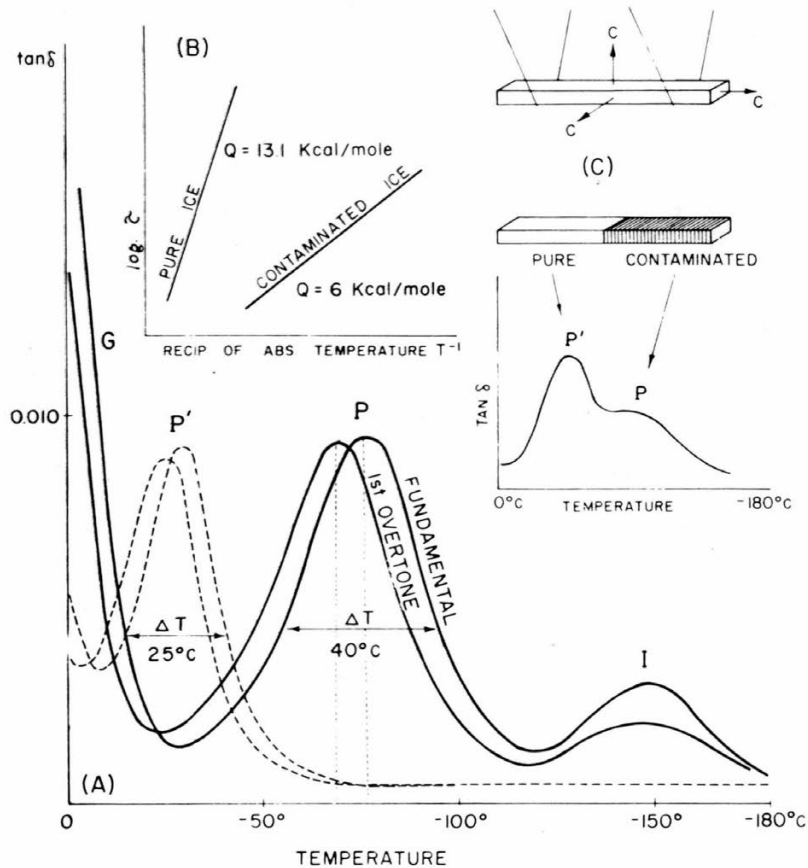 tanδ
(B)
Q = 13.1 Kcal/mole
PURE ICE
CONTAMINATED ICE
Q = 6 Kcal/mole
log τ
RECIP OF ABS TEMPERATURE T⁻¹
C
C
C
(C)
PURE CONTAMINATED
P'
P
TAN δ
0°C TEMPERATURE -180°C
G
0.010
P'
P
1st OVERTONE
FUNDAMENTAL
ΔT
25°C
ΔT
40°C
I
(A)
0 -50° -100° -150° -180°C
TEMPERATURE